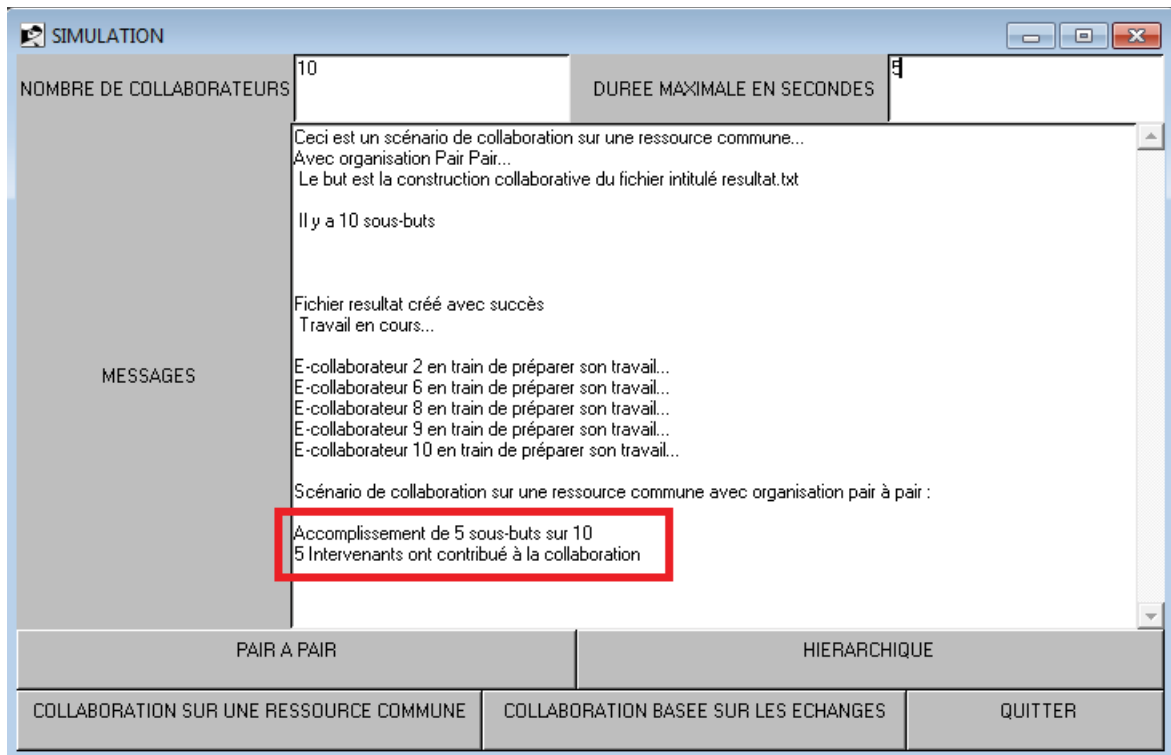 SIMULATION
NOMBRE DE COLLABORATEURS
10
DUREE MAXIMALE EN SECONDES
5
MESSAGES
Ceci est un scénario de collaboration sur une ressource commune...
Avec organisation Pair Pair...
Le but est la construction collaborative du fichier intitulé resultat.txt
Il y a 10 sous-buts
Fichier resultat créé avec succès
Travail en cours...
E-collaborateur 2 en train de préparer son travail...
E-collaborateur 6 en train de préparer son travail...
E-collaborateur 8 en train de préparer son travail...
E-collaborateur 9 en train de préparer son travail...
E-collaborateur 10 en train de préparer son travail...
Scénario de collaboration sur une ressource commune avec organisation pair à pair :
Accomplissement de 5 sous-buts sur 10
5 Intervenants ont contribué à la collaboration
PAIR A PAIR
HIERARCHIQUE
COLLABORATION SUR UNE RESSOURCE COMMUNE
COLLABORATION BASEE SUR LES ECHANGES
QUITTER